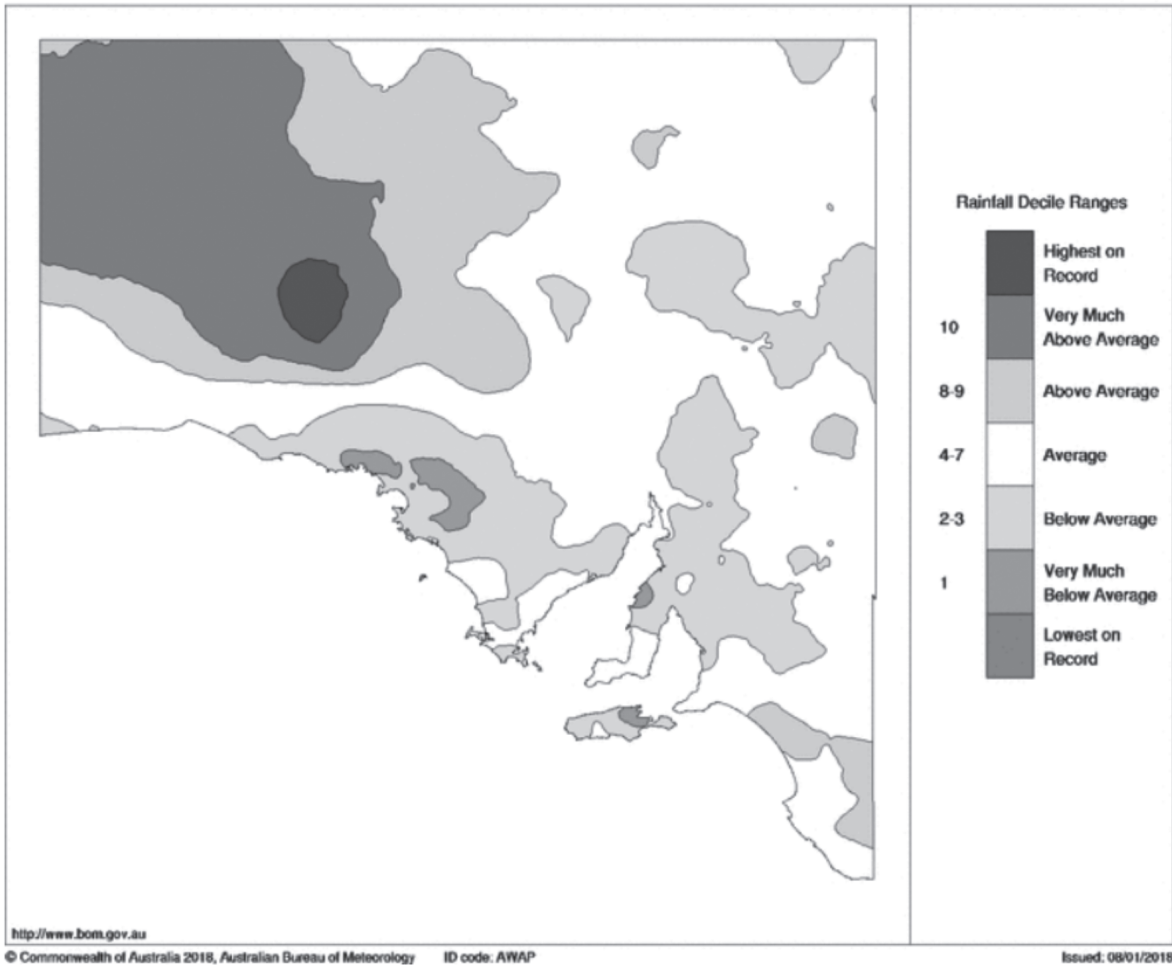 Rainfall Decile Ranges
Highest on
Record
10
Very Much
Above Average
8-9
Above Average
4-7
Average
2-3
Below Average
1
Very Much
Below Average
Lowest on
Record
http://www.bom.gov.au
© Commonwealth of Australia 2018, Australian Bureau of Meteorology ID code: AWAP Issued: 08/01/2018